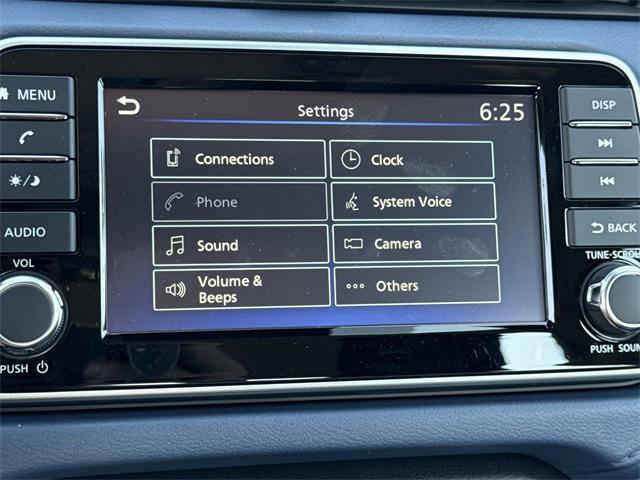 MENU
Settings
6:25
DISP
Connections
Clock
Phone
System Voice
AUDIO
BACK
Sound
Camera
VOL
TUNE·SCROLL
Volume &
Beeps
Others
PUSH
PUSH SOUN